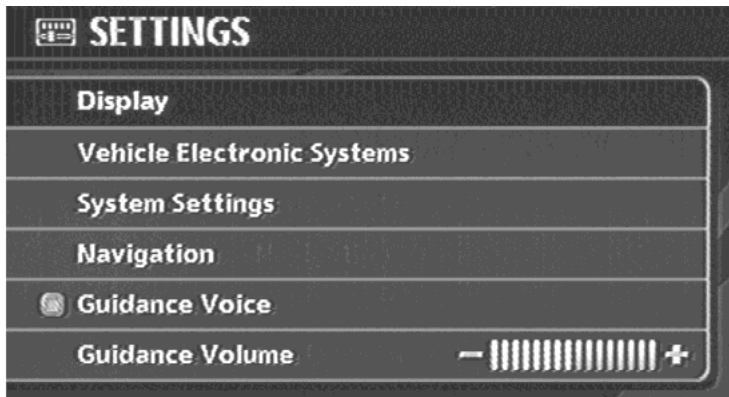 SETTINGS
Display
Vehicle Electronic Systems
System Settings
Navigation
Guidance Voice
Guidance Volume - +